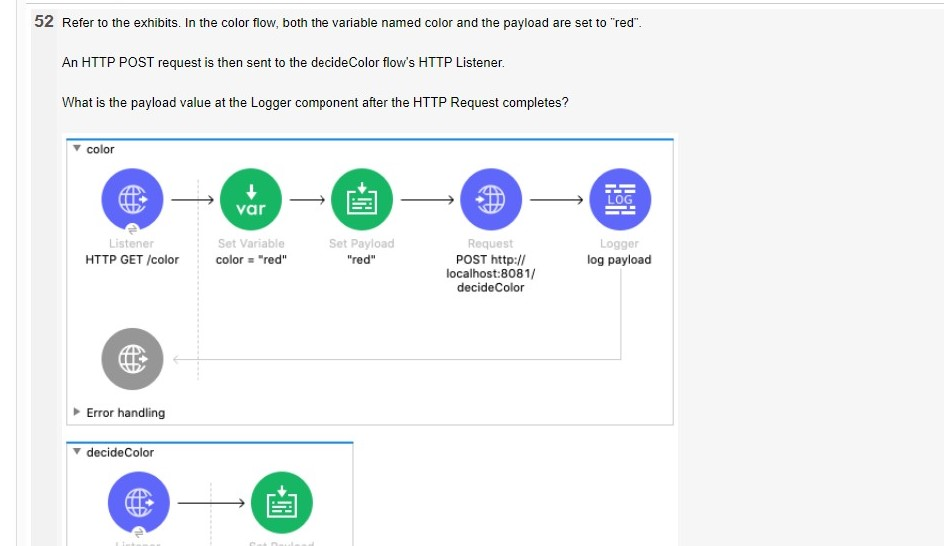 52 Refer to the exhibits. In the color flow, both the variable named color and the payload are set to "red".
An HTTP POST request is then sent to the decideColor flow's HTTP Listener.
What is the payload value at the Logger component after the HTTP Request completes?
color
var
LOG
Listener
Set Variable
Set Payload
Request
Logger
HTTP GET /color
color = "red"
"red"
POST http://
localhost:8081/
decideColor
log payload
Error handling
decideColor
Listener
Set Payload